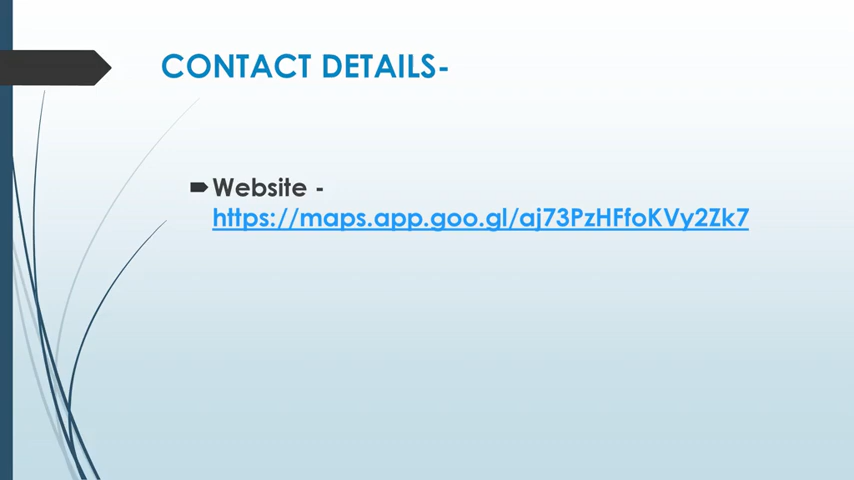 CONTACT DETAILS-
Website -
https://maps.app.goo.gl/aj73PzHFfoKVy2Zk7